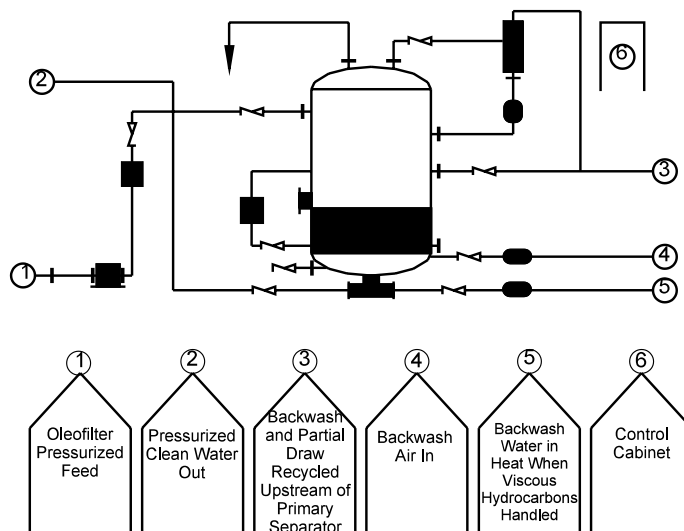 6
2
3
1
4
5
1
2
3
4
5
6
Oleofilter
Pressurized
Feed
Pressurized
Clean Water
Out
Backwash
and Partial
Draw
Recycled
Upstream of
Primary
Separator
Backwash
Air In
Backwash
Water in
Heat When
Viscous
Hydrocarbons
Handled
Control
Cabinet